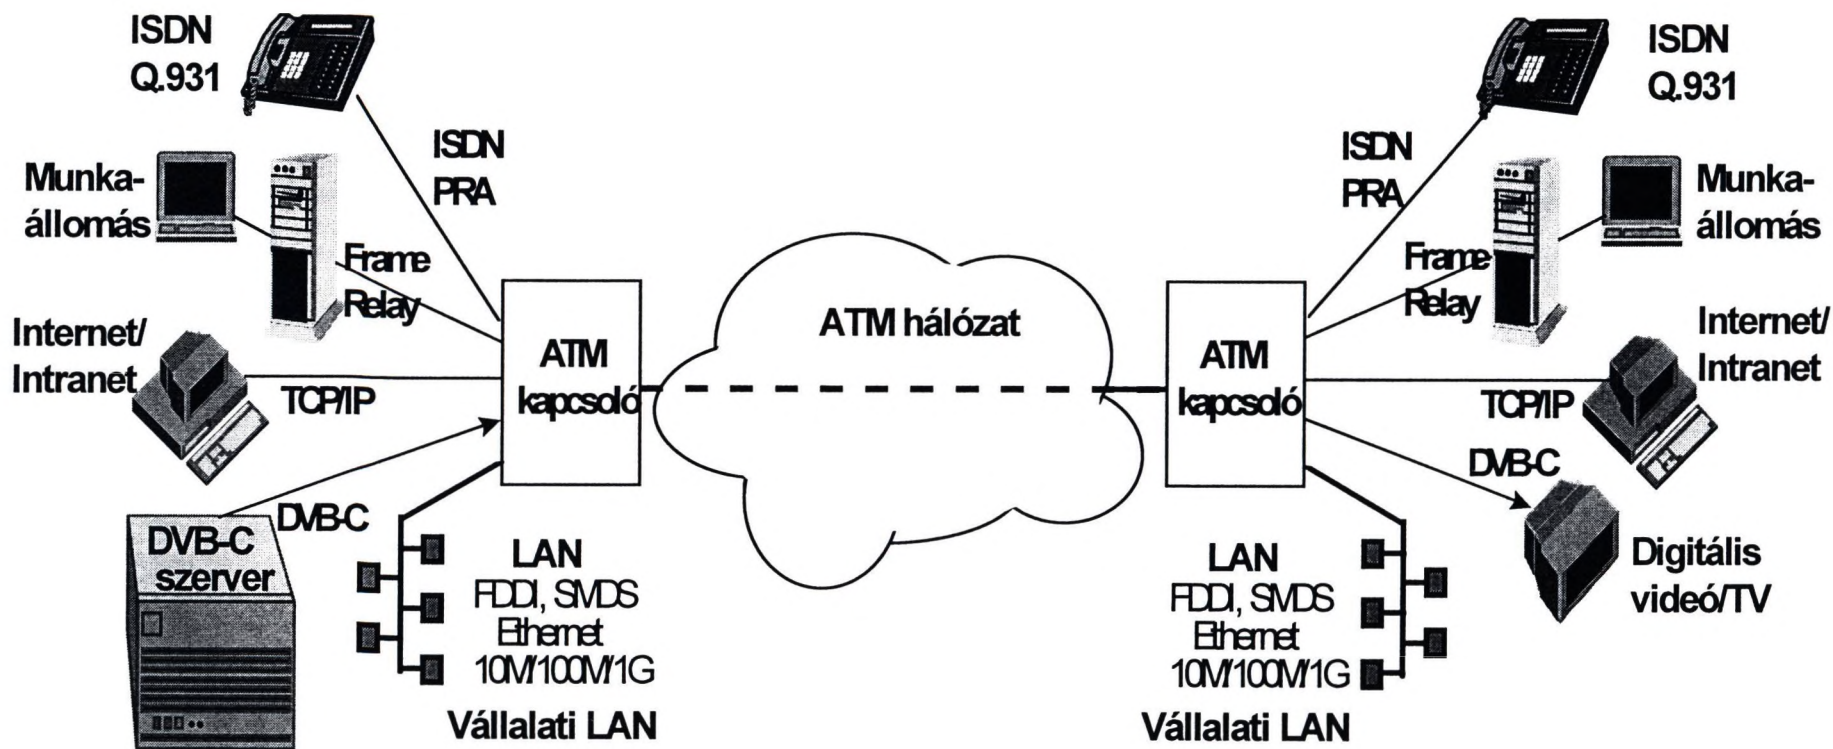 ISDN
Q.931
ISDN
PRA
Munka-
állomás
Frame
Relay
Internet/
Intranet
TCP/IP
ATM
kapcsoló
DVB-C
DVB-C
szerver
LAN
FDDI, SMDS
Ethernet
10M/100M/1G
Vállalati LAN
ATM hálózat
ISDN
Q.931
ISDN
PRA
Munka-
állomás
Frame
Relay
Internet/
Intranet
TCP/IP
ATM
kapcsoló
DVB-C
Digitális
videó/TV
LAN
FDDI, SMDS
Ethernet
10M/100M/1G
Vállalati LAN